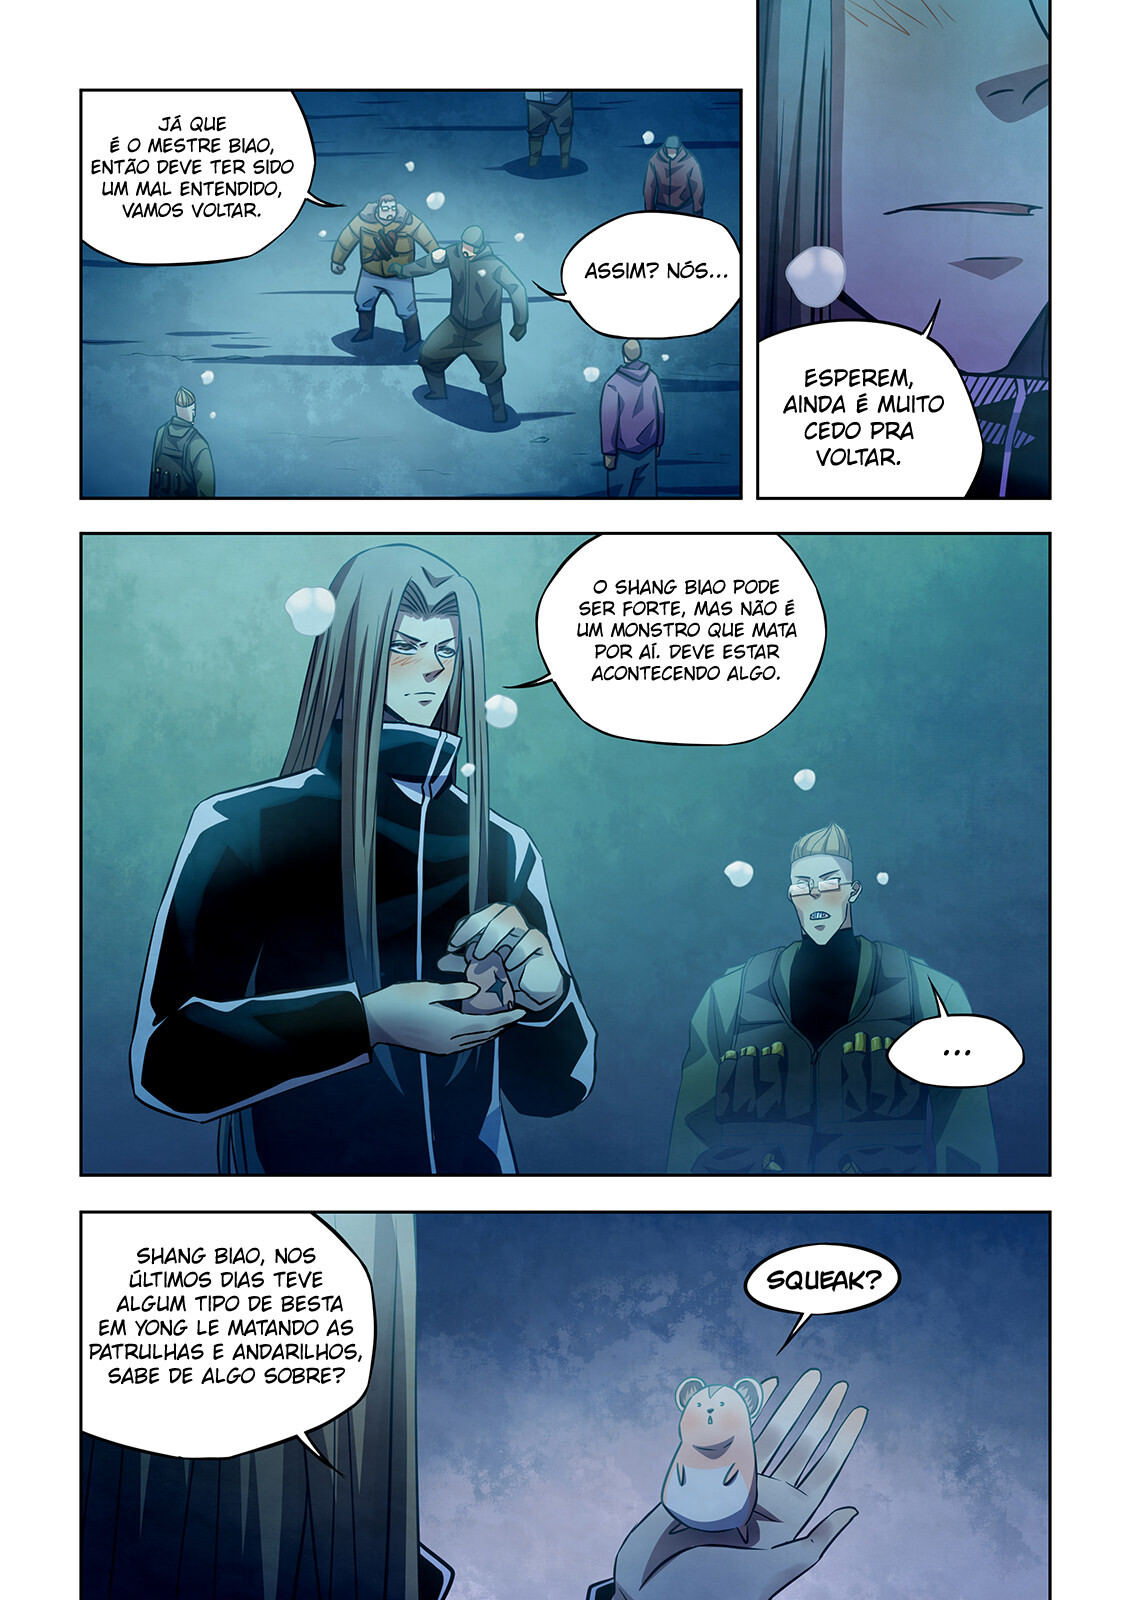 JÁ QUE
É O MESTRE BIAO,
ENTÃO DEVE TER SIDO
UM MAL ENTENDIDO,
VAMOS VOLTAR.
ASSIM? NÓS...
ESPEREM,
AINDA É MUITO
CEDO PRA
VOLTAR.
O SHANG BIAO PODE
SER FORTE, MAS NÃO É
UM MONSTRO QUE MATA
POR AÍ. DEVE ESTAR
ACONTECENDO ALGO.
...
SHANG BIAO, NOS
ÚLTIMOS DIAS TEVE
ALGUM TIPO DE BESTA
EM YONG LE MATANDO AS
PATRULHAS E ANDARILHOS,
SABE DE ALGO SOBRE?
SQUEAK?